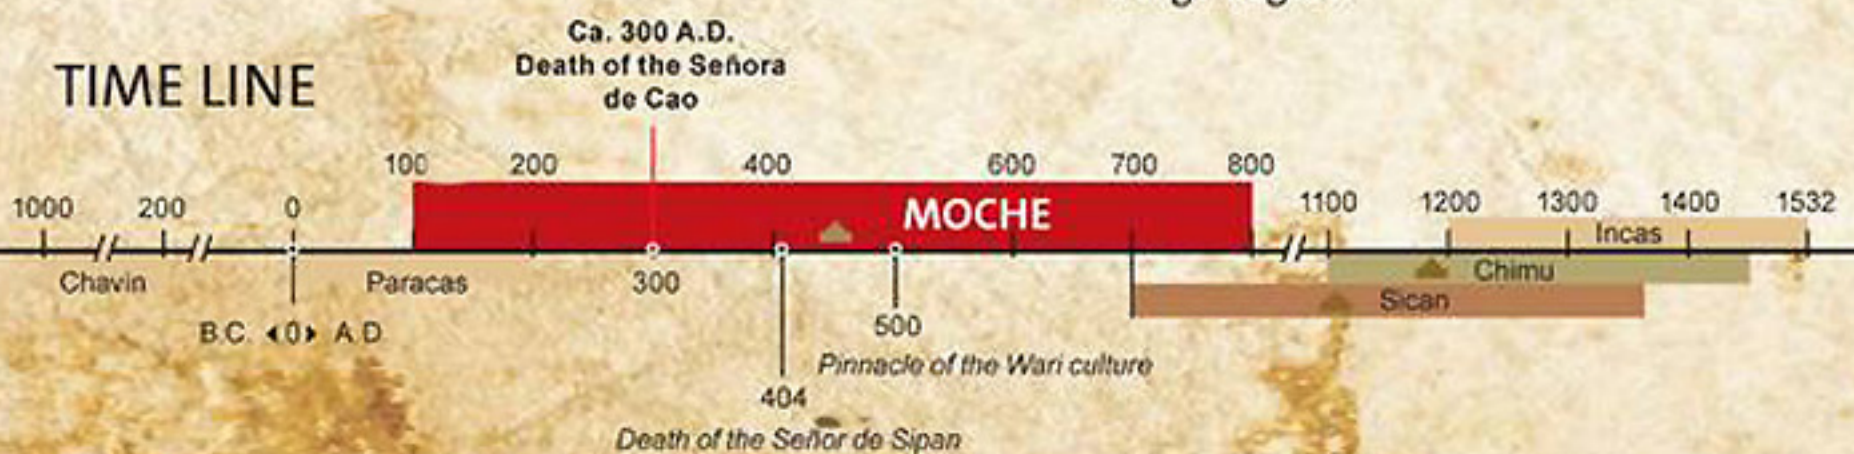 Ca. 300 A.D.
Death of the Señora
de Cao
TIME LINE
100 200 400 600 700 800
1000 200 0 1100 1200 1300 1400 1532
MOCHE
Incas
Chavin Paracas 300 Chimu
Sican
B.C. 0 A.D
500
Pinnacle of the Wari culture
404
Death of the Señor de Sipan